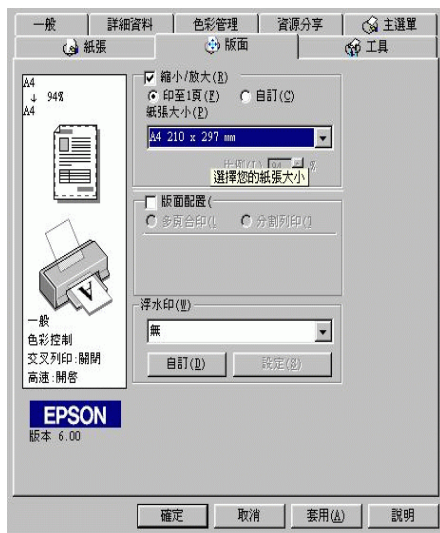 一般 詳細資料 色彩管理 資源分享 主選單
紙張 版面 工具
A4
↓ 94%
A4
縮小/放大(R)
印至1頁(F) 自訂(C)
紙張大小(P)
A4 210 x 297 mm
比例(T) 94 %
選擇您的紙張大小
版面配置(
多頁合印( 分割列印(
浮水印(W)
無
自訂(D) 設定(S)
一般
色彩控制
交叉列印:關閉
高速:開啓
EPSON
版本 6.00
確定 取消 套用(A) 說明